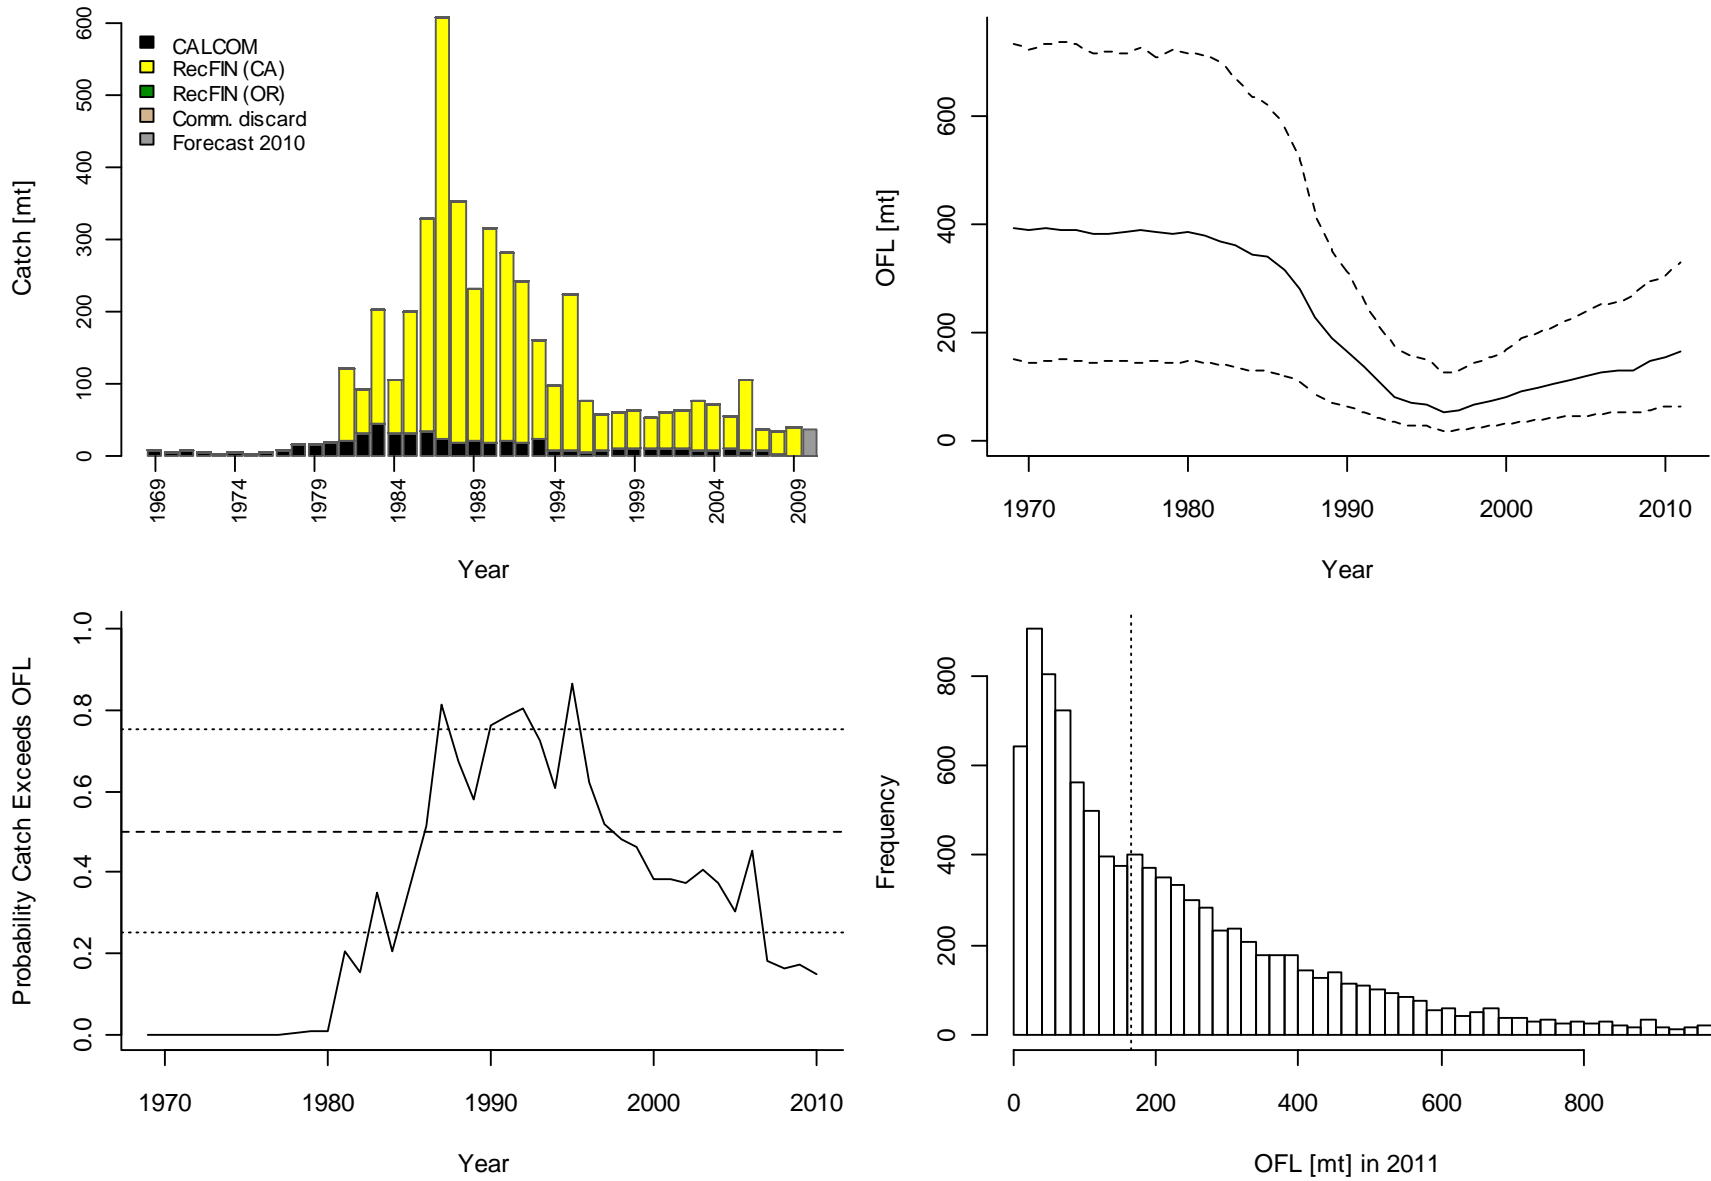 Catch [mt]
0 100 200 300 400 500 600
CALCOM
RecFIN (CA)
RecFIN (OR)
Comm. discard
Forecast 2010
1969 1974 1979 1984 1989 1994 1999 2004 2009
Year
OFL [mt]
0 200 400 600
1970 1980 1990 2000 2010
Year
Probability Catch Exceeds OFL
0.0 0.2 0.4 0.6 0.8 1.0
1970 1980 1990 2000 2010
Year
Frequency
0 200 400 600 800
0 200 400 600 800
OFL [mt] in 2011